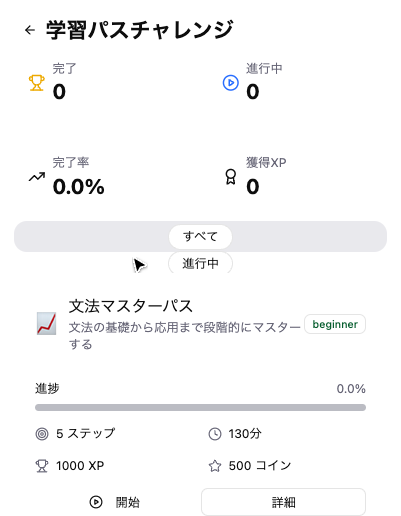 学習パスチャレンジ
完了
0
進行中
0
完了率
0.0%
獲得XP
0
すべて
進行中
文法マスターパス
文法の基礎から応用まで段階的にマスター
する
beginner
進捗
0.0%
5 ステップ
130分
1000 XP
500 コイン
開始
詳細